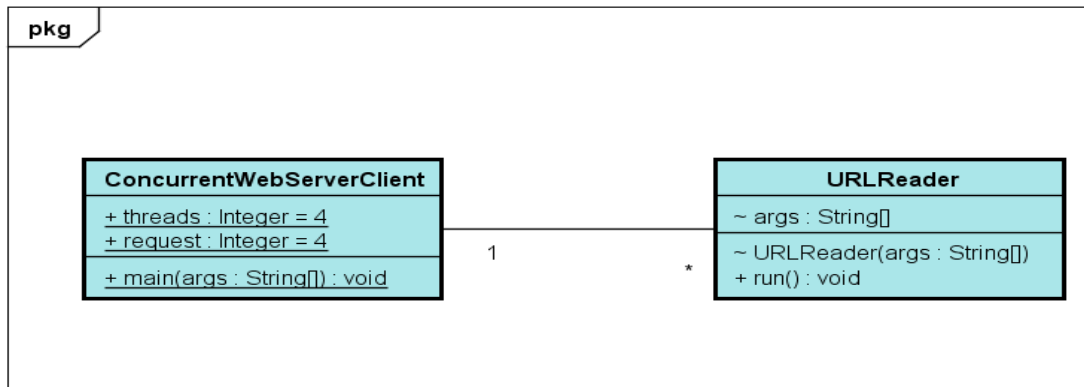 pkg
ConcurrentWebServerClient
+ threads : Integer = 4
+ request : Integer = 4
+ main(args : String[]) : void
1
*
URLReader
~ args : String[]
~ URLReader(args : String[])
+ run() : void